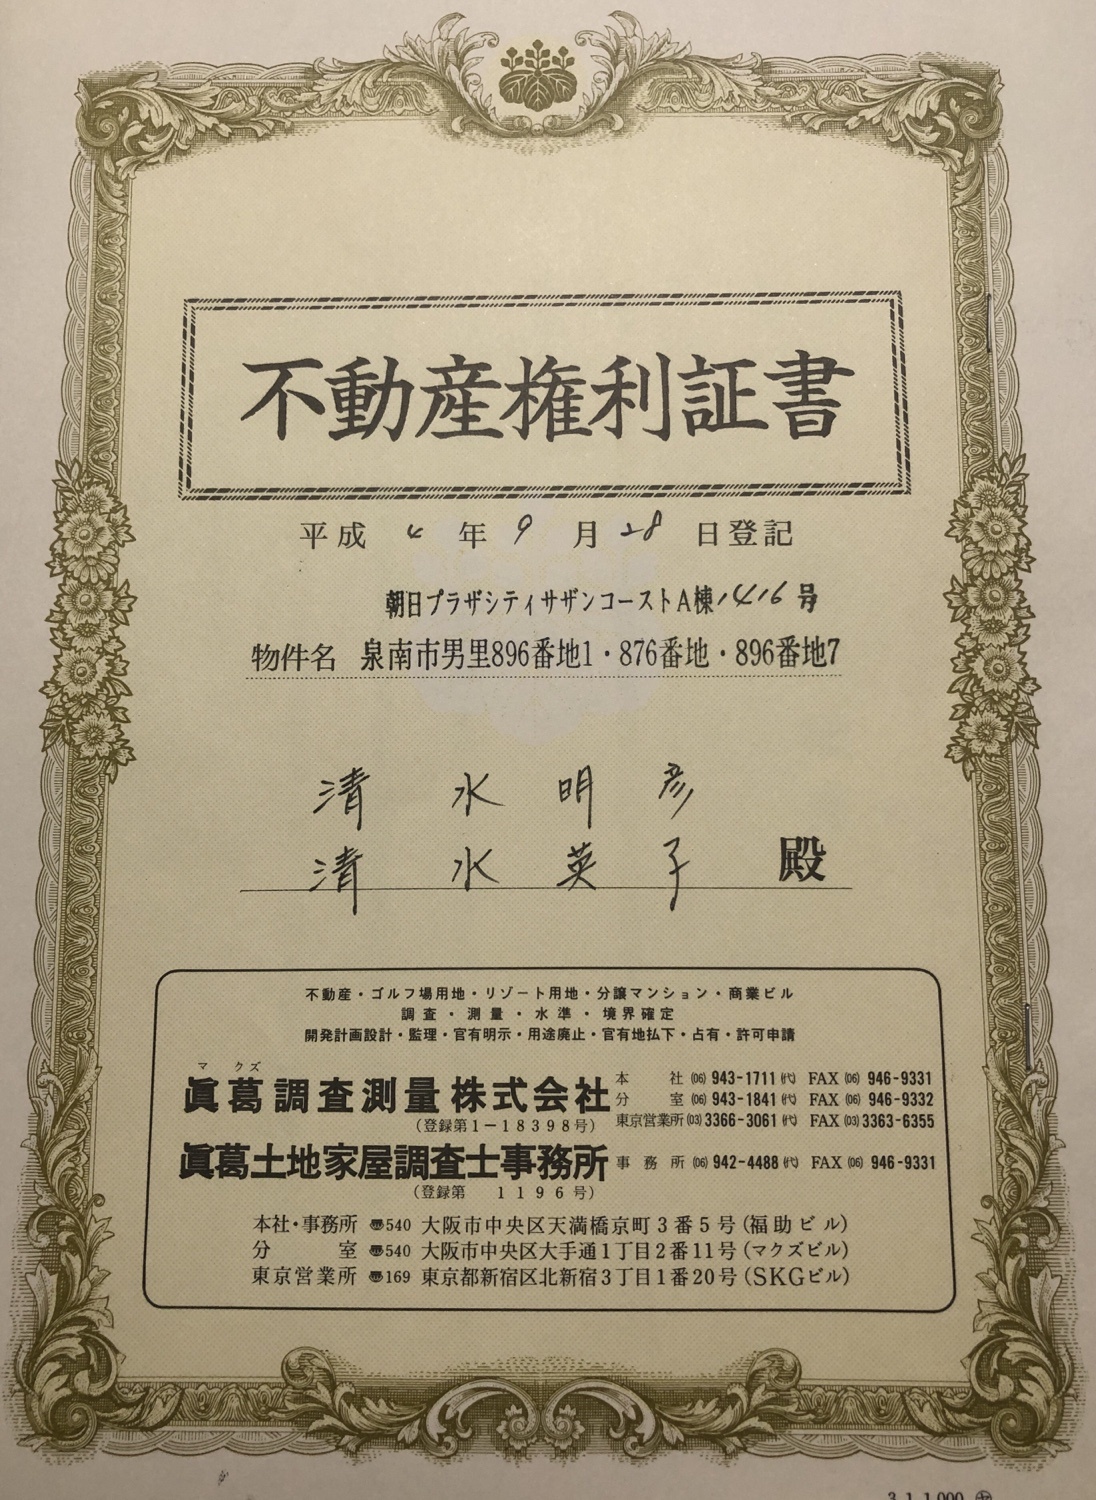 不動産権利証書
平成 4 年 9 月 28 日登記
朝日プラザシティサザンコーストA棟1416号
物件名 泉南市男里896番地1・876番地・896番地7
清水明彦
清水英子 殿
不動産・ゴルフ場用地・リゾート用地・分譲マンション・商業ビル
調査・測量・水準・境界確定
開発計画設計・監理・官有明示・用途廃止・官有地払下・占有・許可申請
マクズ
眞葛調査測量株式会社
(登録第1-18398号)
本社 (06) 943-1711 (代) FAX (06) 946-9331
分室 (06) 943-1841 (代) FAX (06) 946-9332
東京営業所 (03) 3366-3061 (代) FAX (03) 3363-6355
眞葛土地家屋調査士事務所
(登録第 1196号)
事務所 (06) 942-4488 (代) FAX (06) 946-9331
本社・事務所 〠540 大阪市中央区天満橋京町3番5号(福助ビル)
分室 〠540 大阪市中央区大手通1丁目2番11号(マクズビル)
東京営業所 〠169 東京都新宿区北新宿3丁目1番20号(SKGビル)